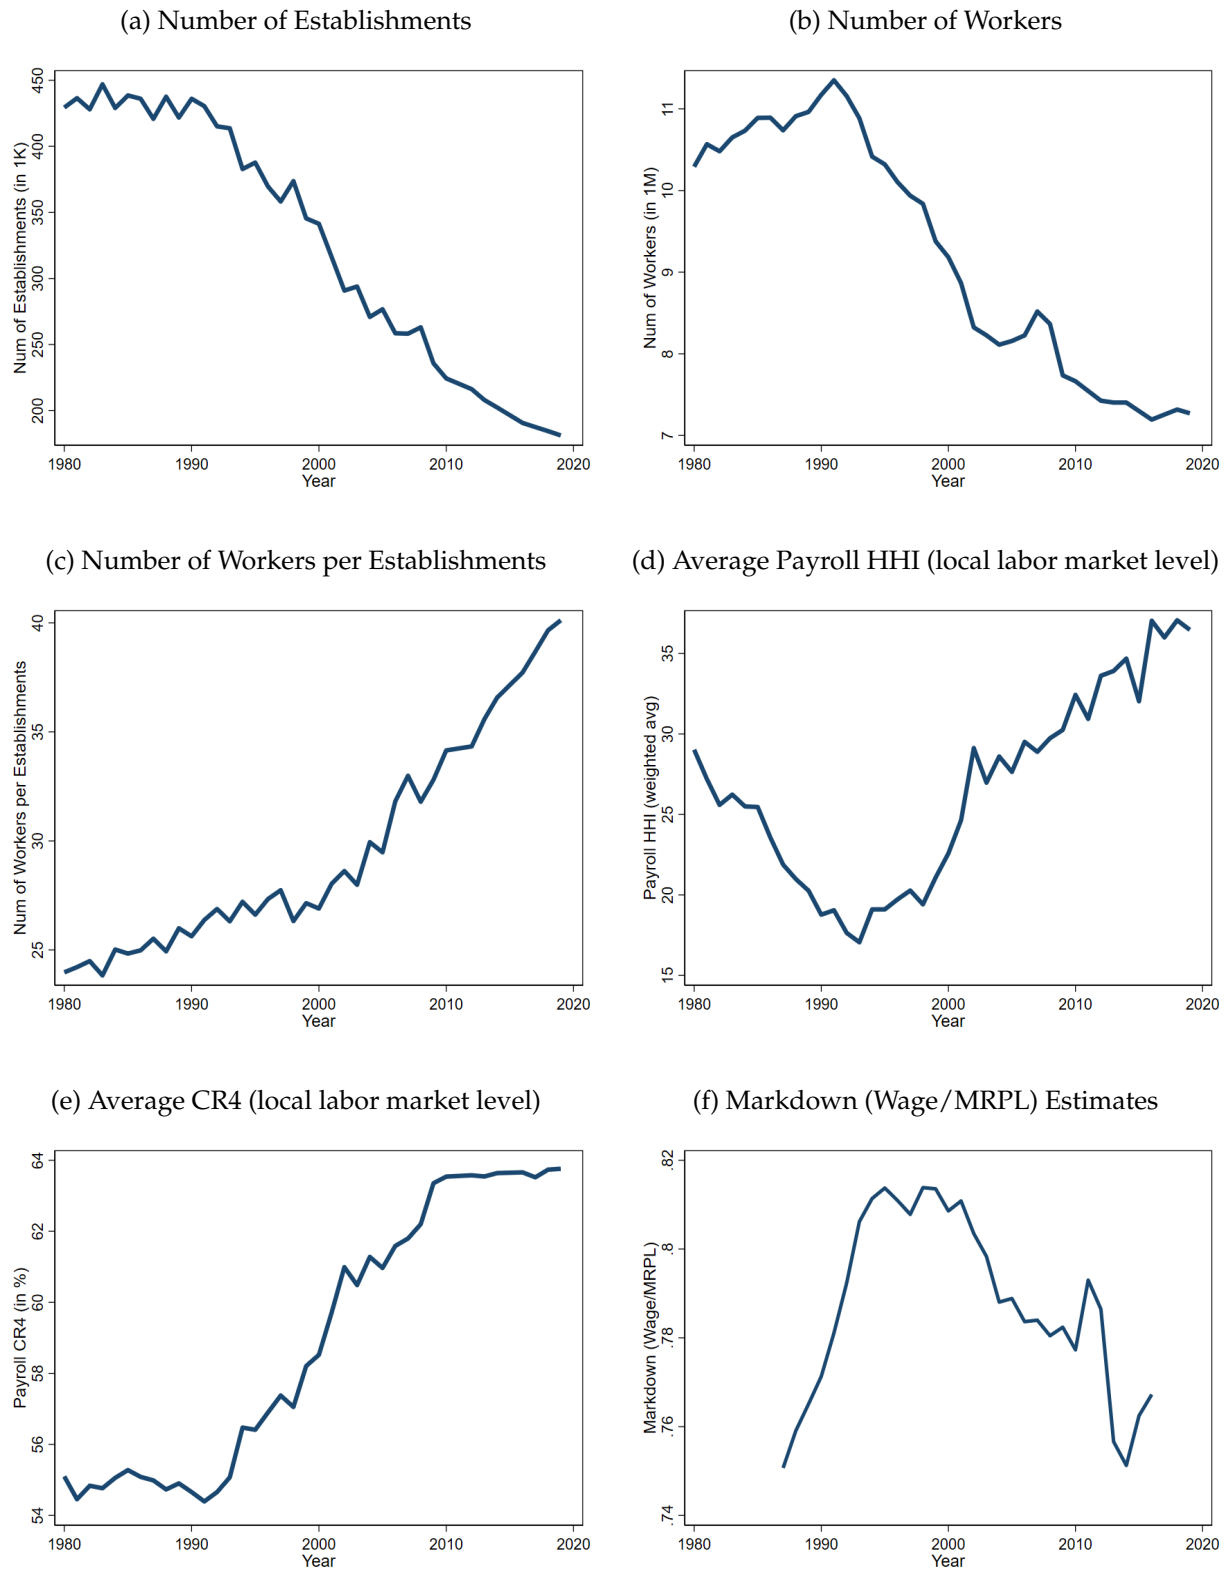 (a) Number of Establishments
Num of Establishments (in 1K)
450
400
350
300
250
200
1980 1990 2000 2010 2020
Year
(b) Number of Workers
Num of Workers (in 1M)
11
10
9
8
7
1980 1990 2000 2010 2020
Year
(c) Number of Workers per Establishments
Num of Workers per Establishments
40
35
30
25
1980 1990 2000 2010 2020
Year
(d) Average Payroll HHI (local labor market level)
Payroll HHI (weighted avg)
35
30
25
20
15
1980 1990 2000 2010 2020
Year
(e) Average CR4 (local labor market level)
Payroll CR4 (in %)
64
62
60
58
56
54
1980 1990 2000 2010 2020
Year
(f) Markdown (Wage/MRPL) Estimates
Markdown (Wage/MRPL)
.82
.8
.78
.76
.74
1980 1990 2000 2010 2020
Year